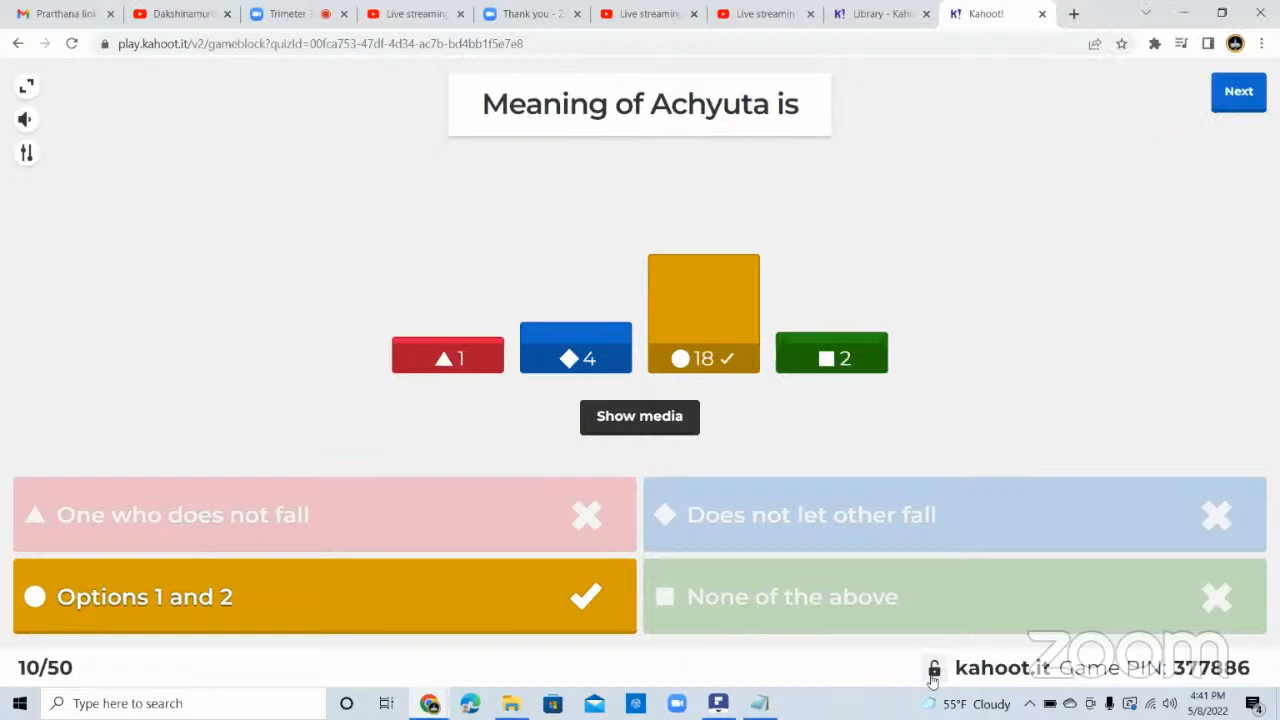 Prarthana link
Dakshinamur
Trimeter S
Live streaming
Thank you - Z
Live streaming
Live streaming
Library - Kah
Kahoot!
play.kahoot.it/v2/gameblock?quizId=00fca753-47df-4d34-ac7b-bd4bb1f5e7e8
Meaning of Achyuta is
Next
1
4
18
2
Show media
One who does not fall
Does not let other fall
Options 1 and 2
None of the above
zoom
10/50
kahoot.it Game PIN: 377886
Type here to search
55°F Cloudy
4:41 PM
5/8/2022
4